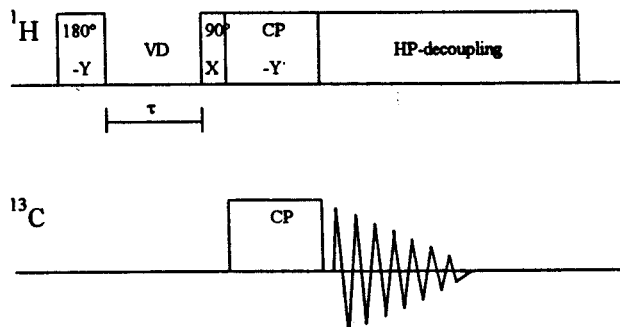 ¹H
180°
-Y
VD
90°
X
CP
-Y
HP-decoupling
τ
¹³C
CP